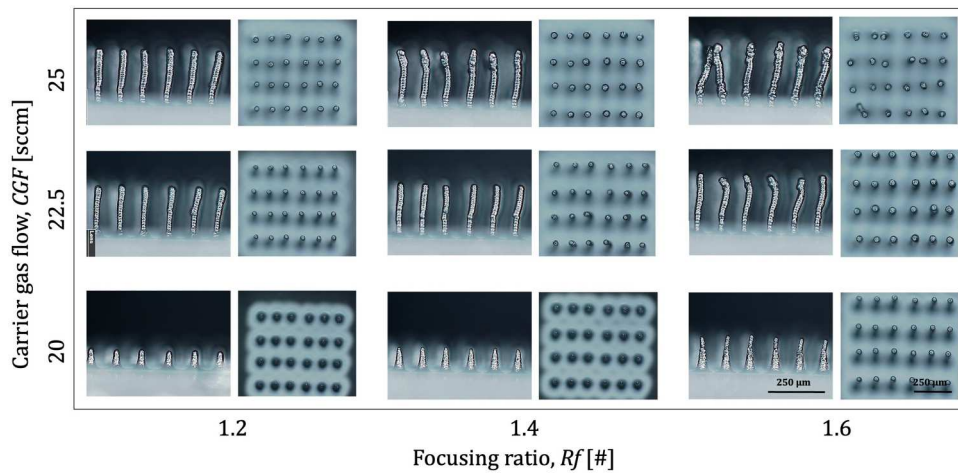 Carrier gas flow, CGF [sccm]
25
22.5
20
250 μm
250 μm
1.2
1.4
1.6
Focusing ratio, Rf [#]